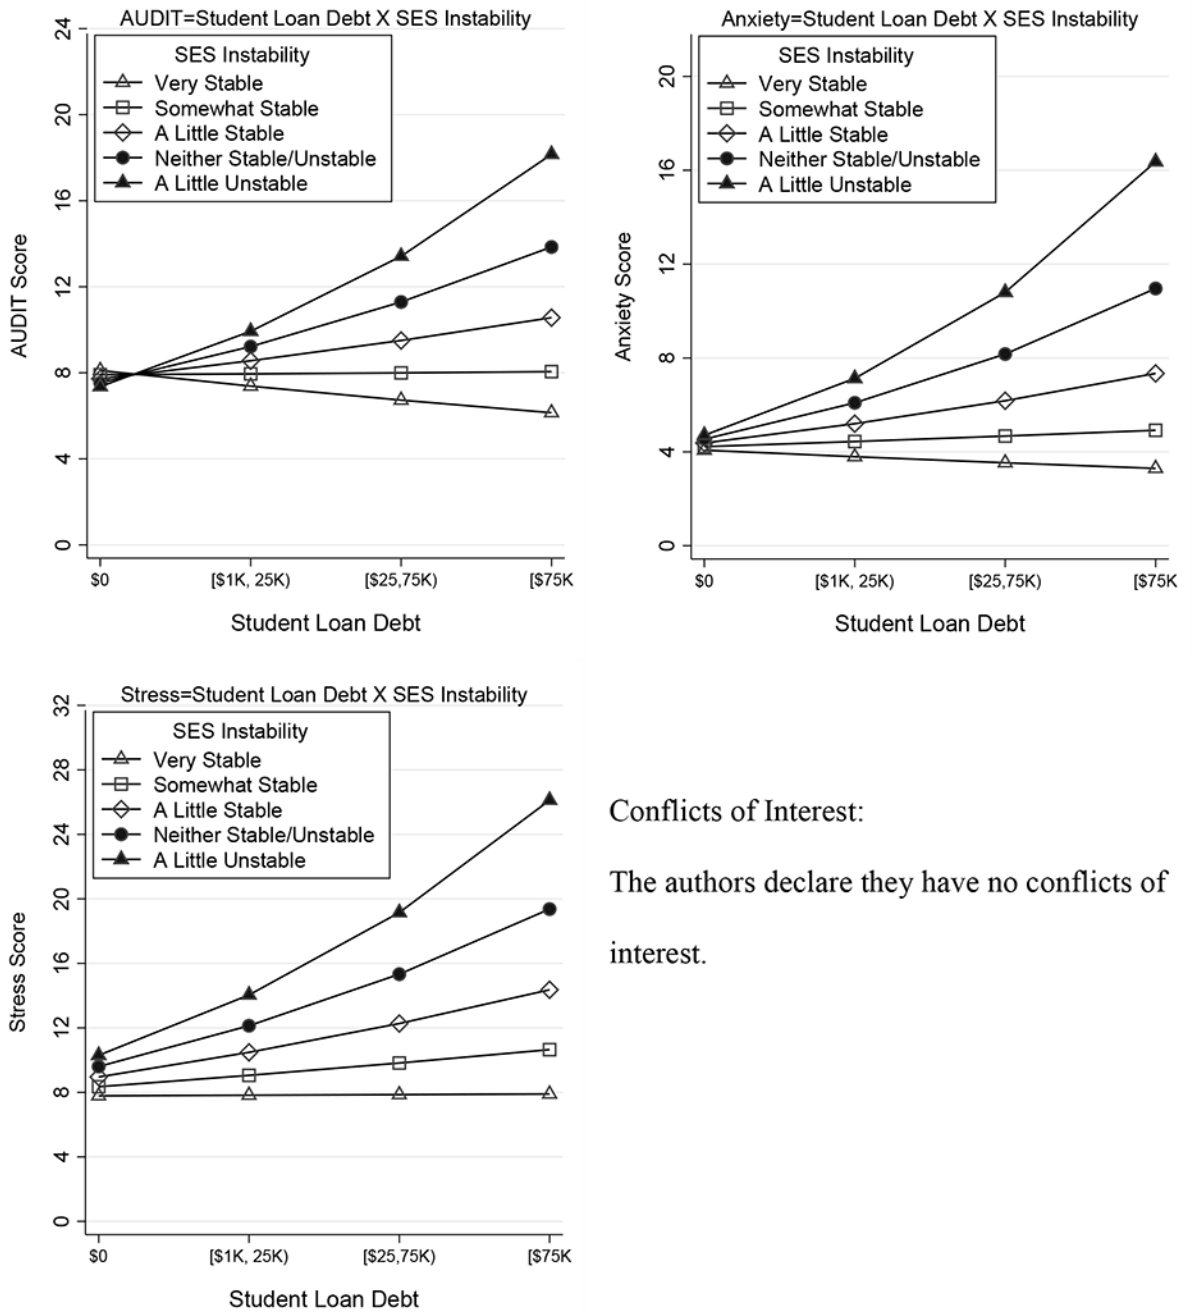 AUDIT=Student Loan Debt X SES Instability
24
20
16
12
8
4
0
AUDIT Score
SES Instability
Very Stable
Somewhat Stable
A Little Stable
Neither Stable/Unstable
A Little Unstable
$0
[$1K, 25K)
[$25,75K)
[$75K
Student Loan Debt
Anxiety=Student Loan Debt X SES Instability
20
16
12
8
4
0
Anxiety Score
SES Instability
Very Stable
Somewhat Stable
A Little Stable
Neither Stable/Unstable
A Little Unstable
$0
[$1K, 25K)
[$25,75K)
[$75K
Student Loan Debt
Stress=Student Loan Debt X SES Instability
32
28
24
20
16
12
8
4
0
Stress Score
SES Instability
Very Stable
Somewhat Stable
A Little Stable
Neither Stable/Unstable
A Little Unstable
$0
[$1K, 25K)
[$25,75K)
[$75K
Student Loan Debt
Conflicts of Interest:
The authors declare they have no conflicts of
interest.